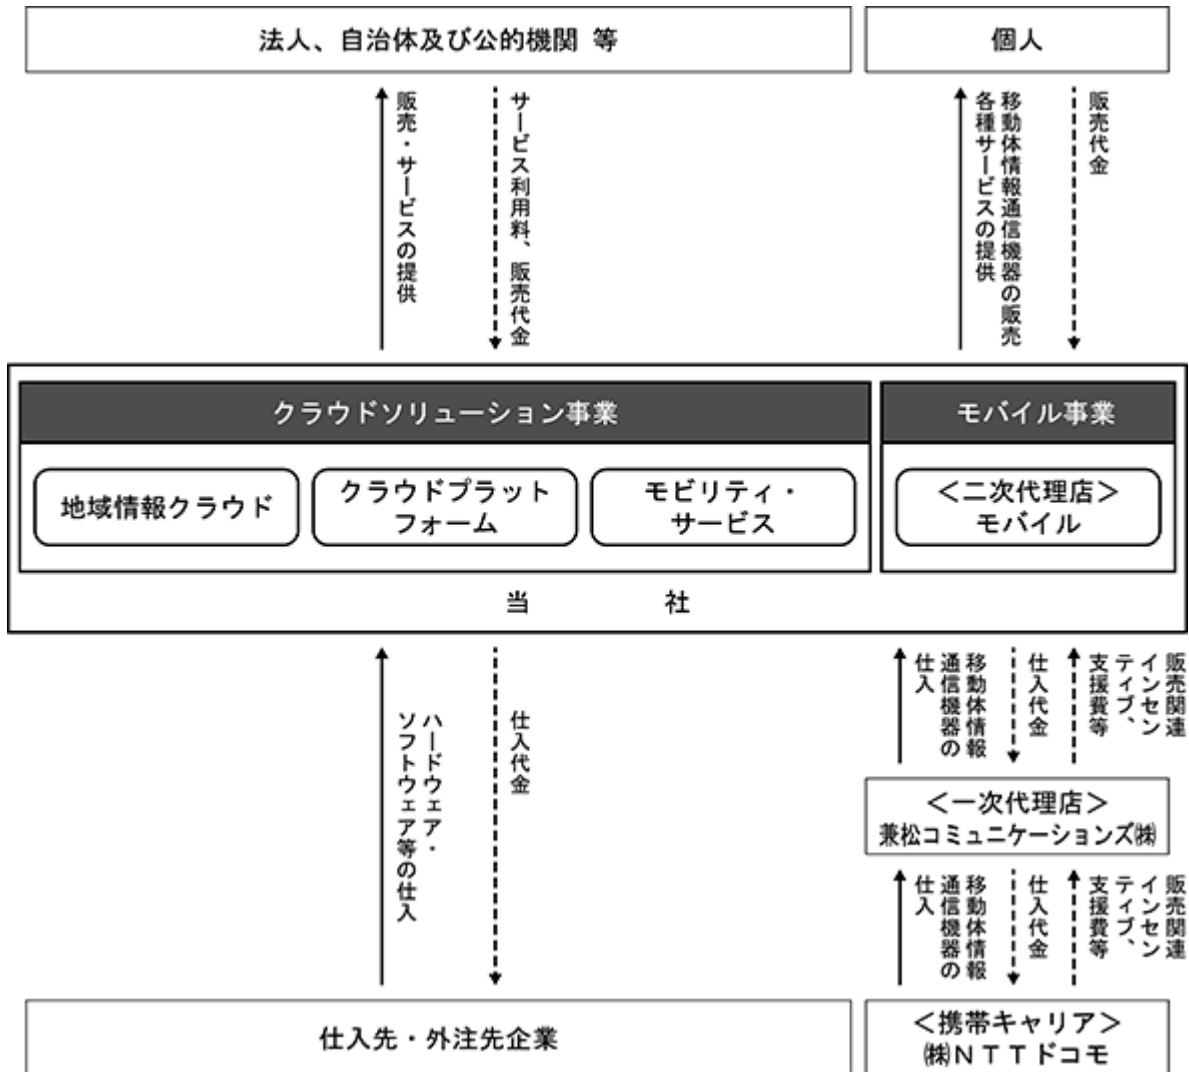 法人、自治体及び公的機関 等
個人
販売・サービスの提供
サービス利用料、販売代金
移動体情報通信機器の販売
各種サービスの提供
販売代金
クラウドソリューション事業
モバイル事業
地域情報クラウド
クラウドプラット
フォーム
モビリティ・
サービス
＜二次代理店＞
モバイル
当 社
ハードウェア・
ソフトウェア等の仕入
仕入代金
移動体情報
通信機器の
仕入
仕入代金
販売関連
インセン
ティブ、
支援費等
＜一次代理店＞
兼松コミュニケーションズ㈱
移動体情報
通信機器の
仕入
仕入代金
販売関連
インセン
ティブ、
支援費等
仕入先・外注先企業
＜携帯キャリア＞
㈱ＮＴＴドコモ